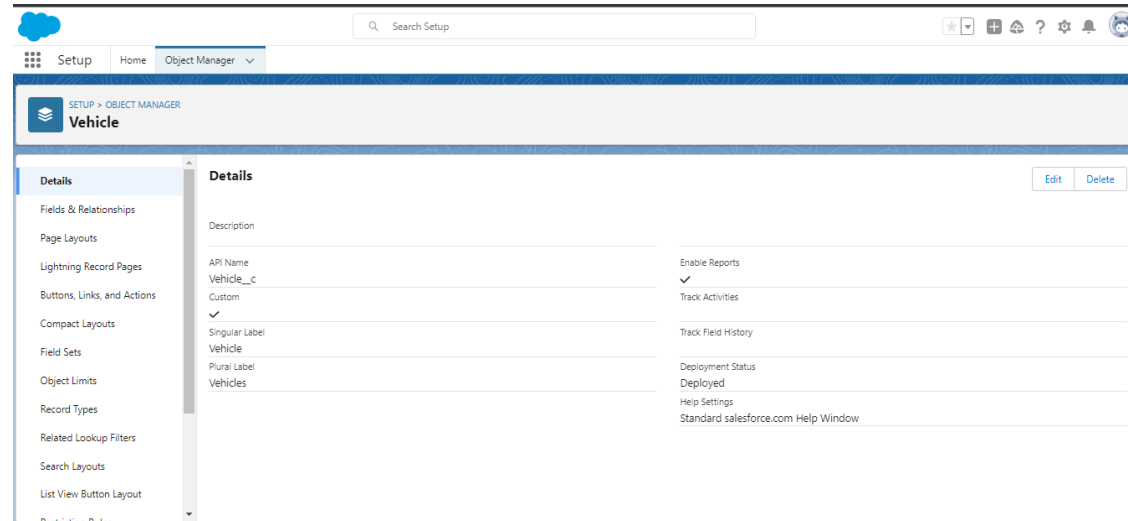 Search Setup
Setup
Home
Object Manager
SETUP > OBJECT MANAGER
Vehicle
Details
Fields & Relationships
Page Layouts
Lightning Record Pages
Buttons, Links, and Actions
Compact Layouts
Field Sets
Object Limits
Record Types
Related Lookup Filters
Search Layouts
List View Button Layout
Details
Edit
Delete
Description
API Name
Vehicle__c
Custom
Singular Label
Vehicle
Plural Label
Vehicles
Enable Reports
Track Activities
Track Field History
Deployment Status
Deployed
Help Settings
Standard salesforce.com Help Window